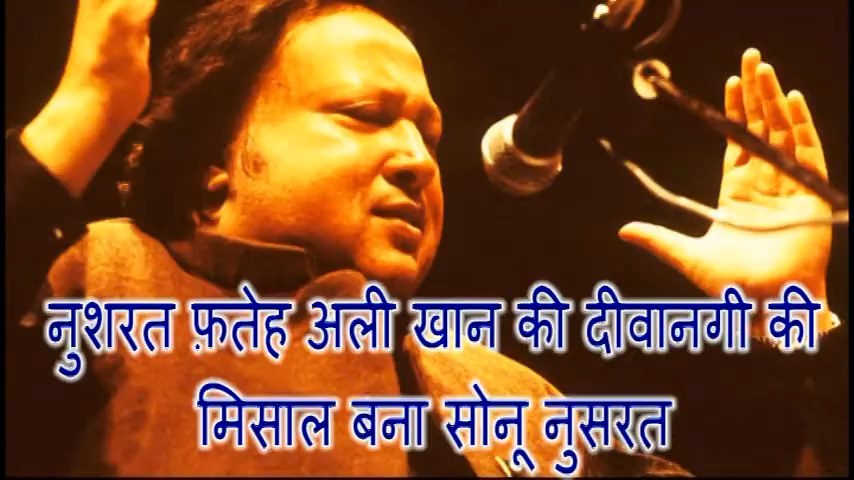 नुशरत फ़तेह अली खान की दीवानगी की
मिसाल बना सोनू नुसरत